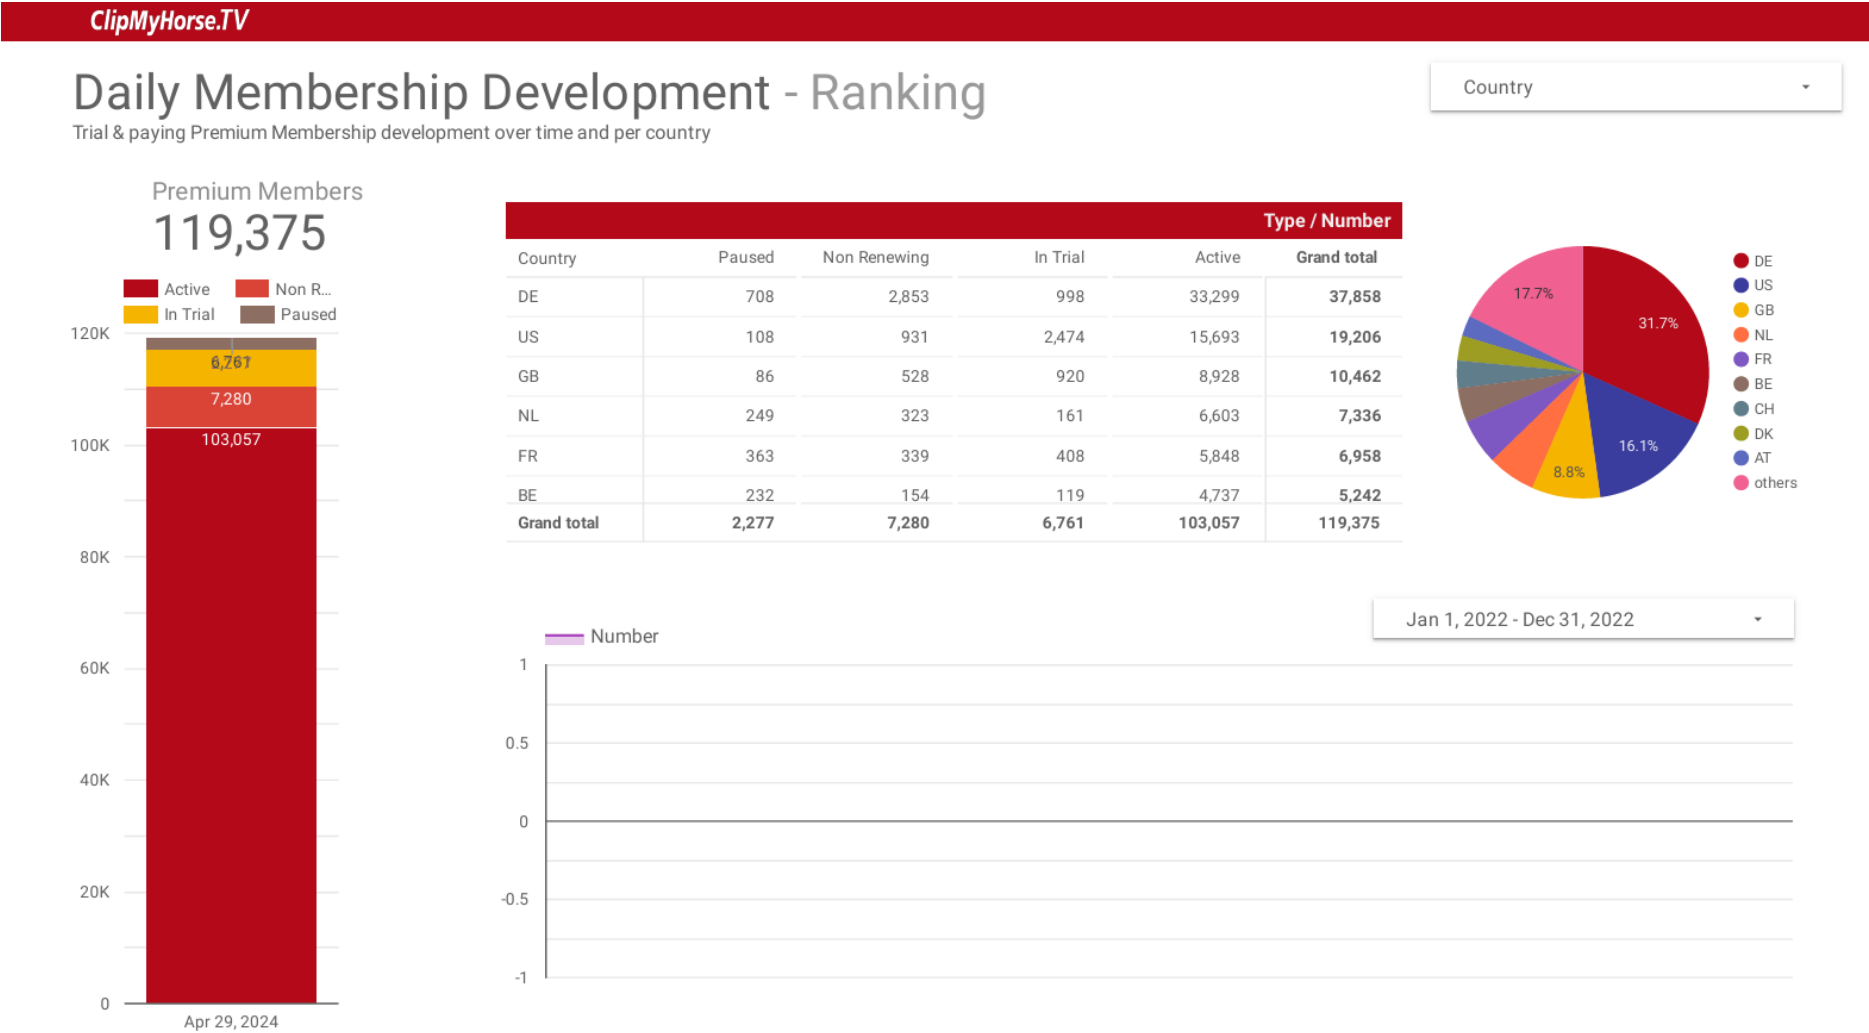 ClipMyHorse.TV
Daily Membership Development - Ranking
Trial & paying Premium Membership development over time and per country
Country
Premium Members
119,375
Active Non R...
In Trial Paused
120K
100K
80K
60K
40K
20K
0
6,761
7,280
103,057
Apr 29, 2024
Type / Number
Country Paused Non Renewing In Trial Active Grand total
DE 708 2,853 998 33,299 37,858
US 108 931 2,474 15,693 19,206
GB 86 528 920 8,928 10,462
NL 249 323 161 6,603 7,336
FR 363 339 408 5,848 6,958
BE 232 154 119 4,737 5,242
Grand total 2,277 7,280 6,761 103,057 119,375
17.7%
31.7%
16.1%
8.8%
DE
US
GB
NL
FR
BE
CH
DK
AT
others
Jan 1, 2022 - Dec 31, 2022
Number
1
0.5
0
-0.5
-1